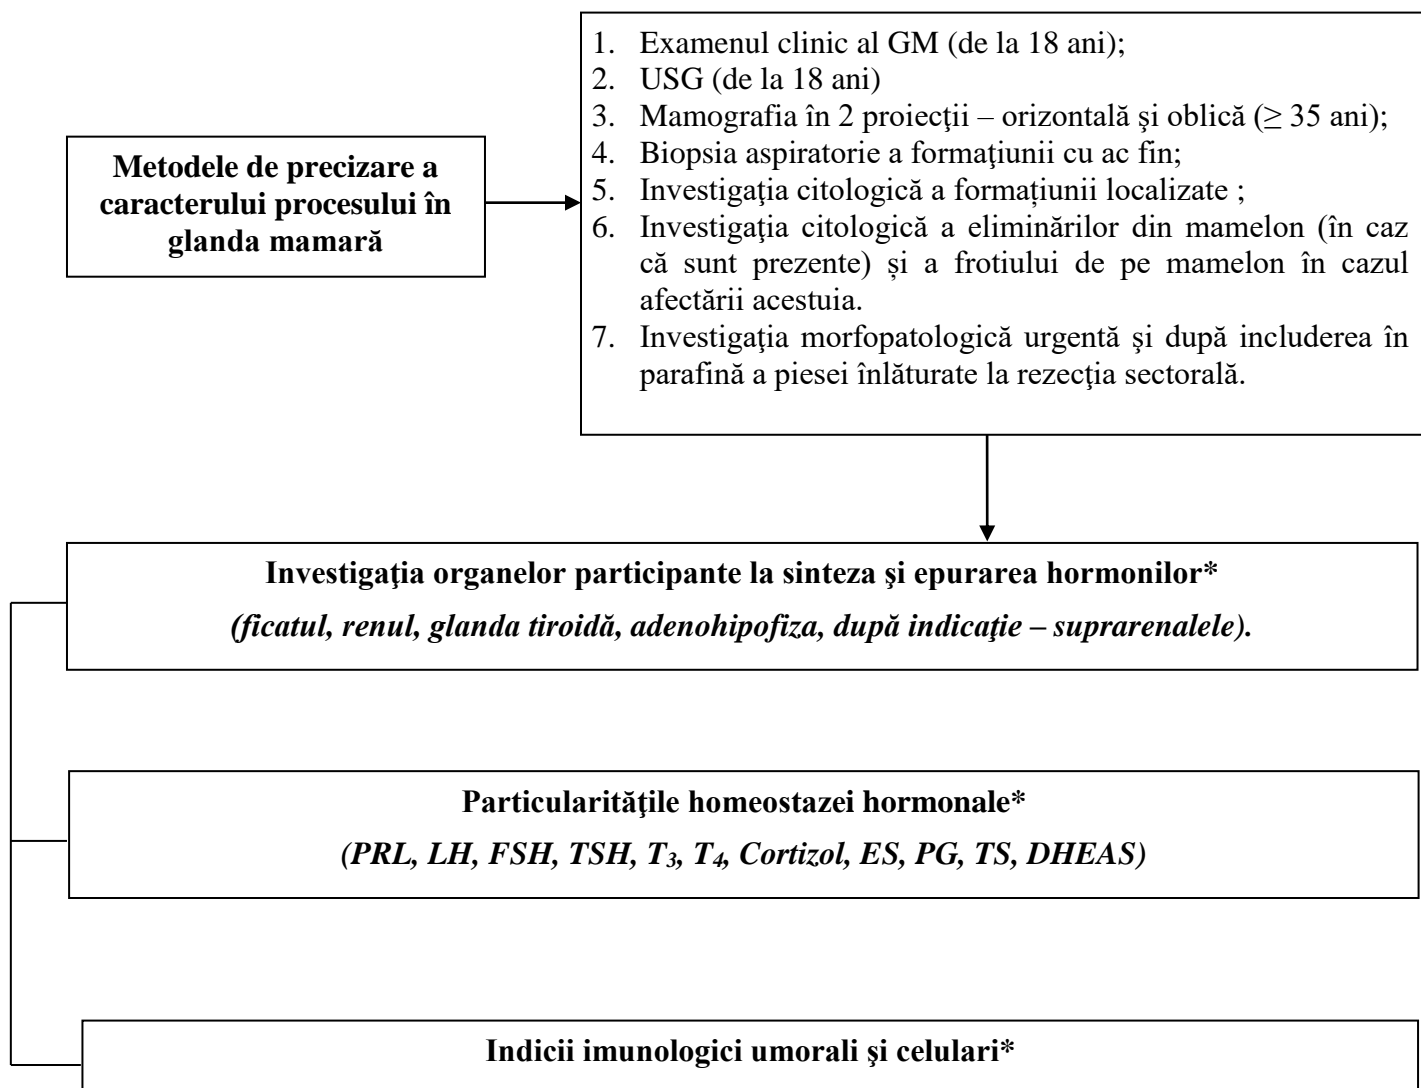 Metodele de precizare a
caracterului procesului în
glanda mamară
1. Examenul clinic al GM (de la 18 ani);
2. USG (de la 18 ani)
3. Mamografia în 2 proiecţii – orizontală şi oblică (≥ 35 ani);
4. Biopsia aspiratorie a formaţiunii cu ac fin;
5. Investigaţia citologică a formațiunii localizate ;
6. Investigaţia citologică a eliminărilor din mamelon (în caz
că sunt prezente) și a frotiului de pe mamelon în cazul
afectării acestuia.
7. Investigaţia morfopatologică urgentă şi după includerea în
parafină a piesei înlăturate la rezecţia sectorală.
Investigaţia organelor participante la sinteza şi epurarea hormonilor*
(ficatul, renul, glanda tiroidă, adenohipofiza, după indicaţie – suprarenalele).
Particularităţile homeostazei hormonale*
(PRL, LH, FSH, TSH, T3, T4, Cortizol, ES, PG, TS, DHEAS)
Indicii imunologici umorali şi celulari*